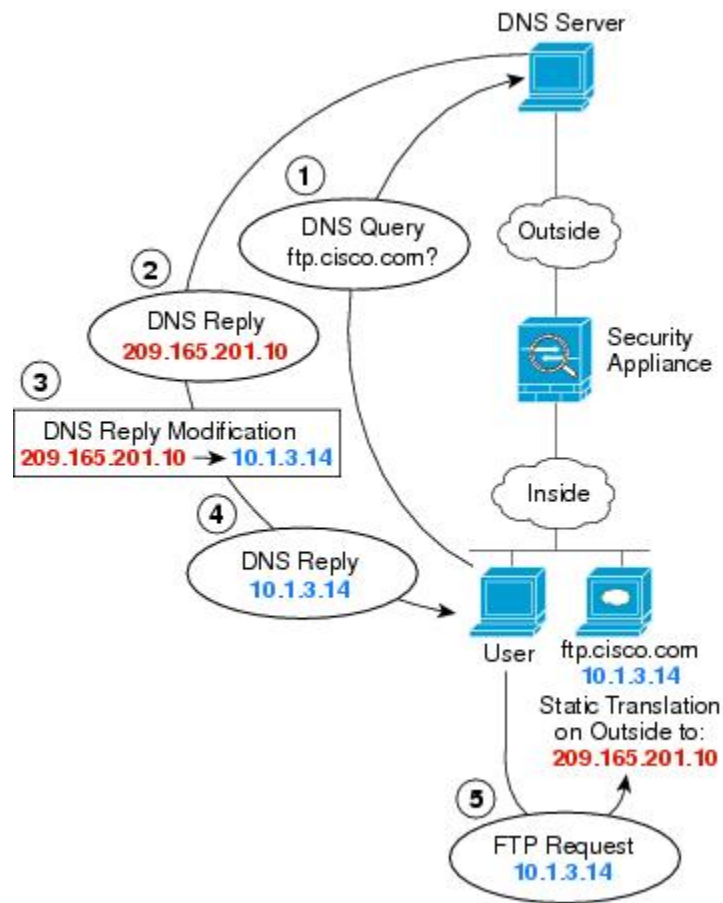 DNS Server
1
DNS Query
ftp.cisco.com?
Outside
2
DNS Reply
209.165.201.10
Security
Appliance
3
DNS Reply Modification
209.165.201.10 → 10.1.3.14
Inside
4
DNS Reply
10.1.3.14
User
ftp.cisco.com
10.1.3.14
Static Translation
on Outside to:
209.165.201.10
5
FTP Request
10.1.3.14